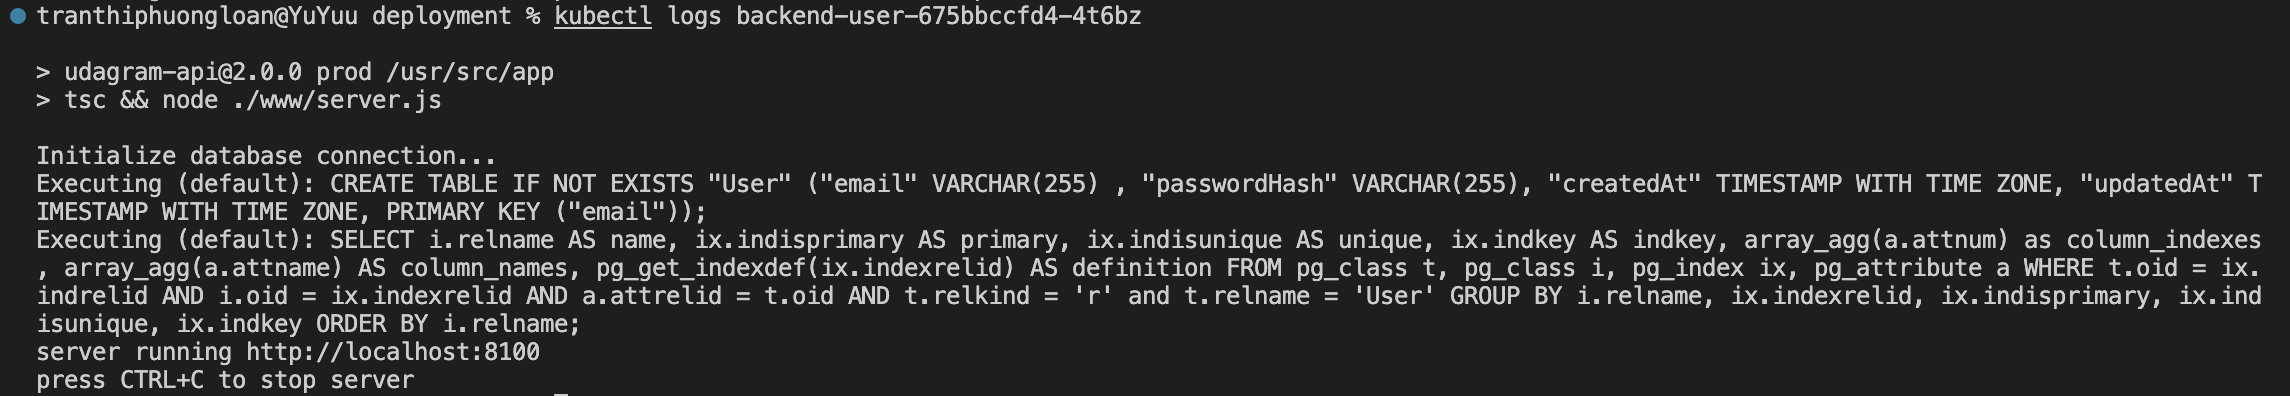 tranthiphuongloan@YuYuu deployment % kubectl logs backend-user-675bbccfd4-4t6bz
> udagram-api@2.0.0 prod /usr/src/app
> tsc && node ./www/server.js
Initialize database connection...
Executing (default): CREATE TABLE IF NOT EXISTS "User" ("email" VARCHAR(255) , "passwordHash" VARCHAR(255), "createdAt" TIMESTAMP WITH TIME ZONE, "updatedAt" T
IMESTAMP WITH TIME ZONE, PRIMARY KEY ("email"));
Executing (default): SELECT i.relname AS name, ix.indisprimary AS primary, ix.indisunique AS unique, ix.indkey AS indkey, array_agg(a.attnum) as column_indexes
, array_agg(a.attname) AS column_names, pg_get_indexdef(ix.indexrelid) AS definition FROM pg_class t, pg_class i, pg_index ix, pg_attribute a WHERE t.oid = ix.
indrelid AND i.oid = ix.indexrelid AND a.attrelid = t.oid AND t.relkind = 'r' and t.relname = 'User' GROUP BY i.relname, ix.indexrelid, ix.indisprimary, ix.ind
isunique, ix.indkey ORDER BY i.relname;
server running http://localhost:8100
press CTRL+C to stop server